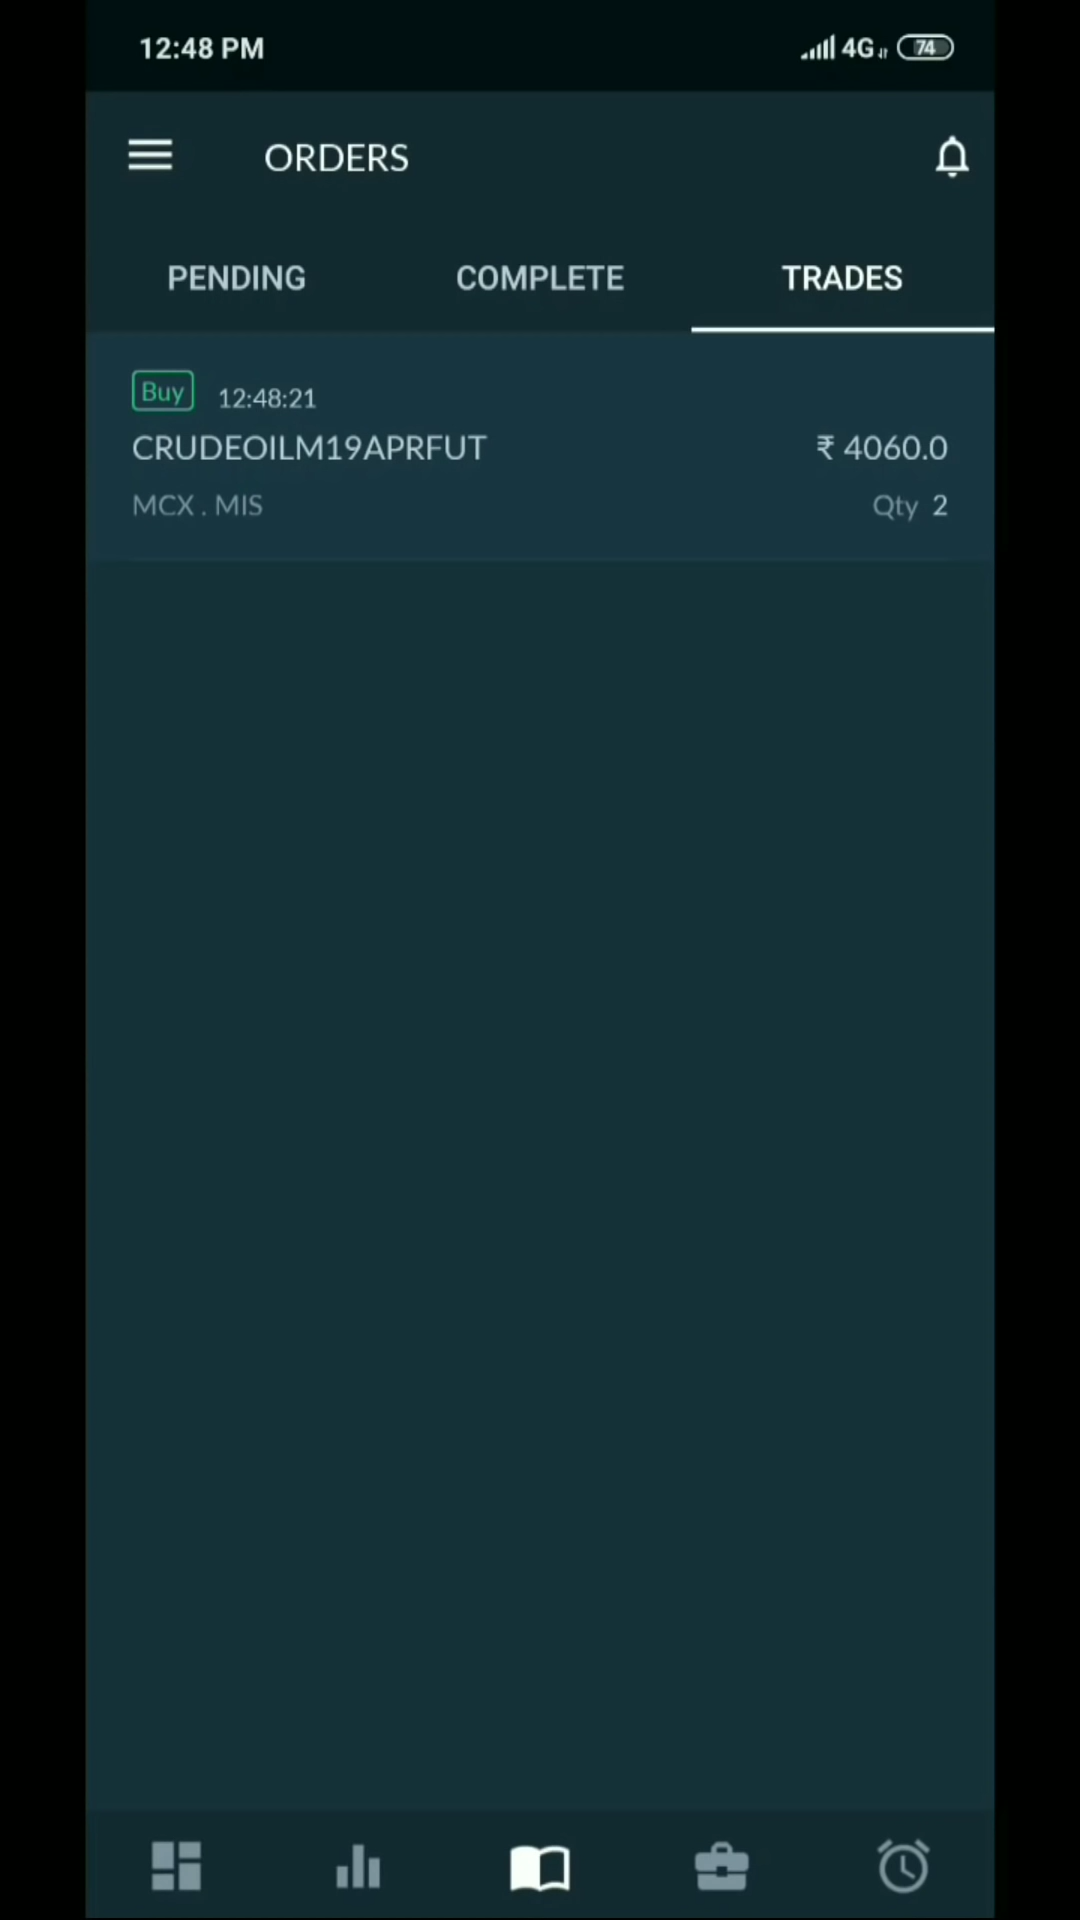 12:48 PM 4G 74
ORDERS
PENDING COMPLETE TRADES
Buy 12:48:21
CRUDEOILM19APRFUT ₹ 4060.0
MCX . MIS Qty 2